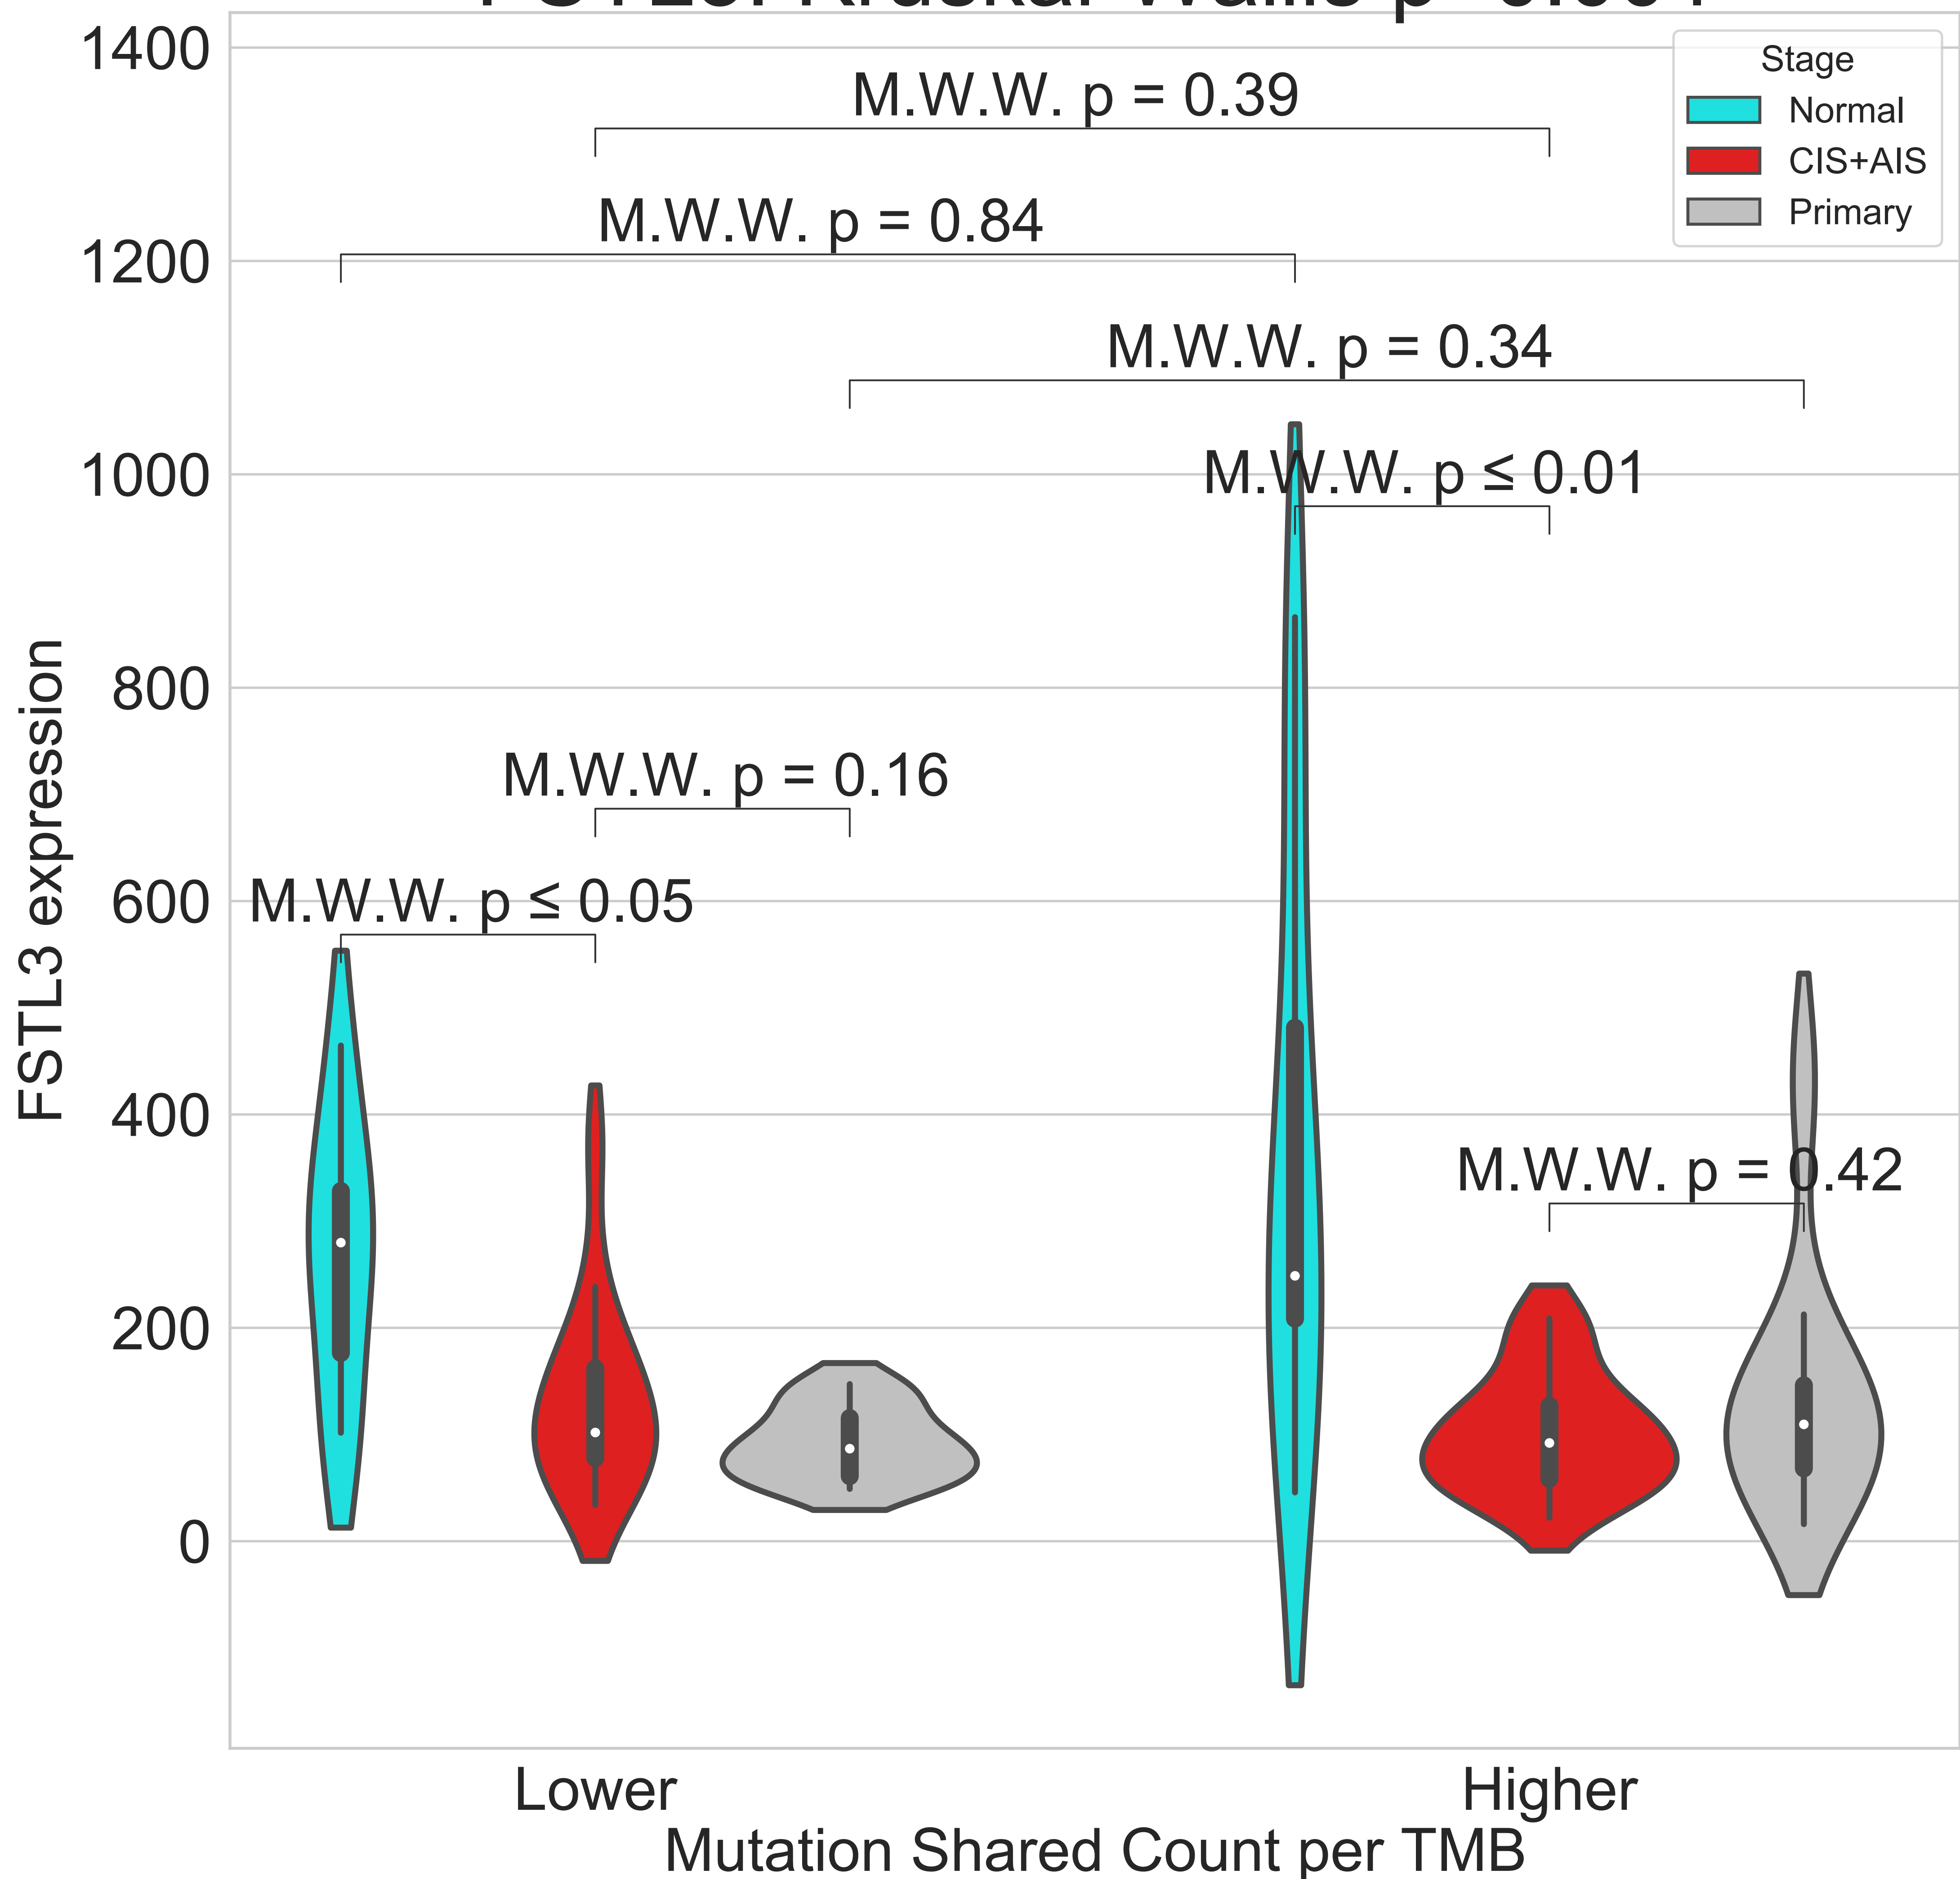 1400
1200
1000
800
600
400
200
0
FSTL3 expression
Stage
Normal
CIS+AIS
Primary
M.W.W. p = 0.39
M.W.W. p = 0.84
M.W.W. p = 0.34
M.W.W. p ≤ 0.01
M.W.W. p = 0.16
M.W.W. p ≤ 0.05
M.W.W. p = 0.42
Lower
Higher
Mutation Shared Count per TMB